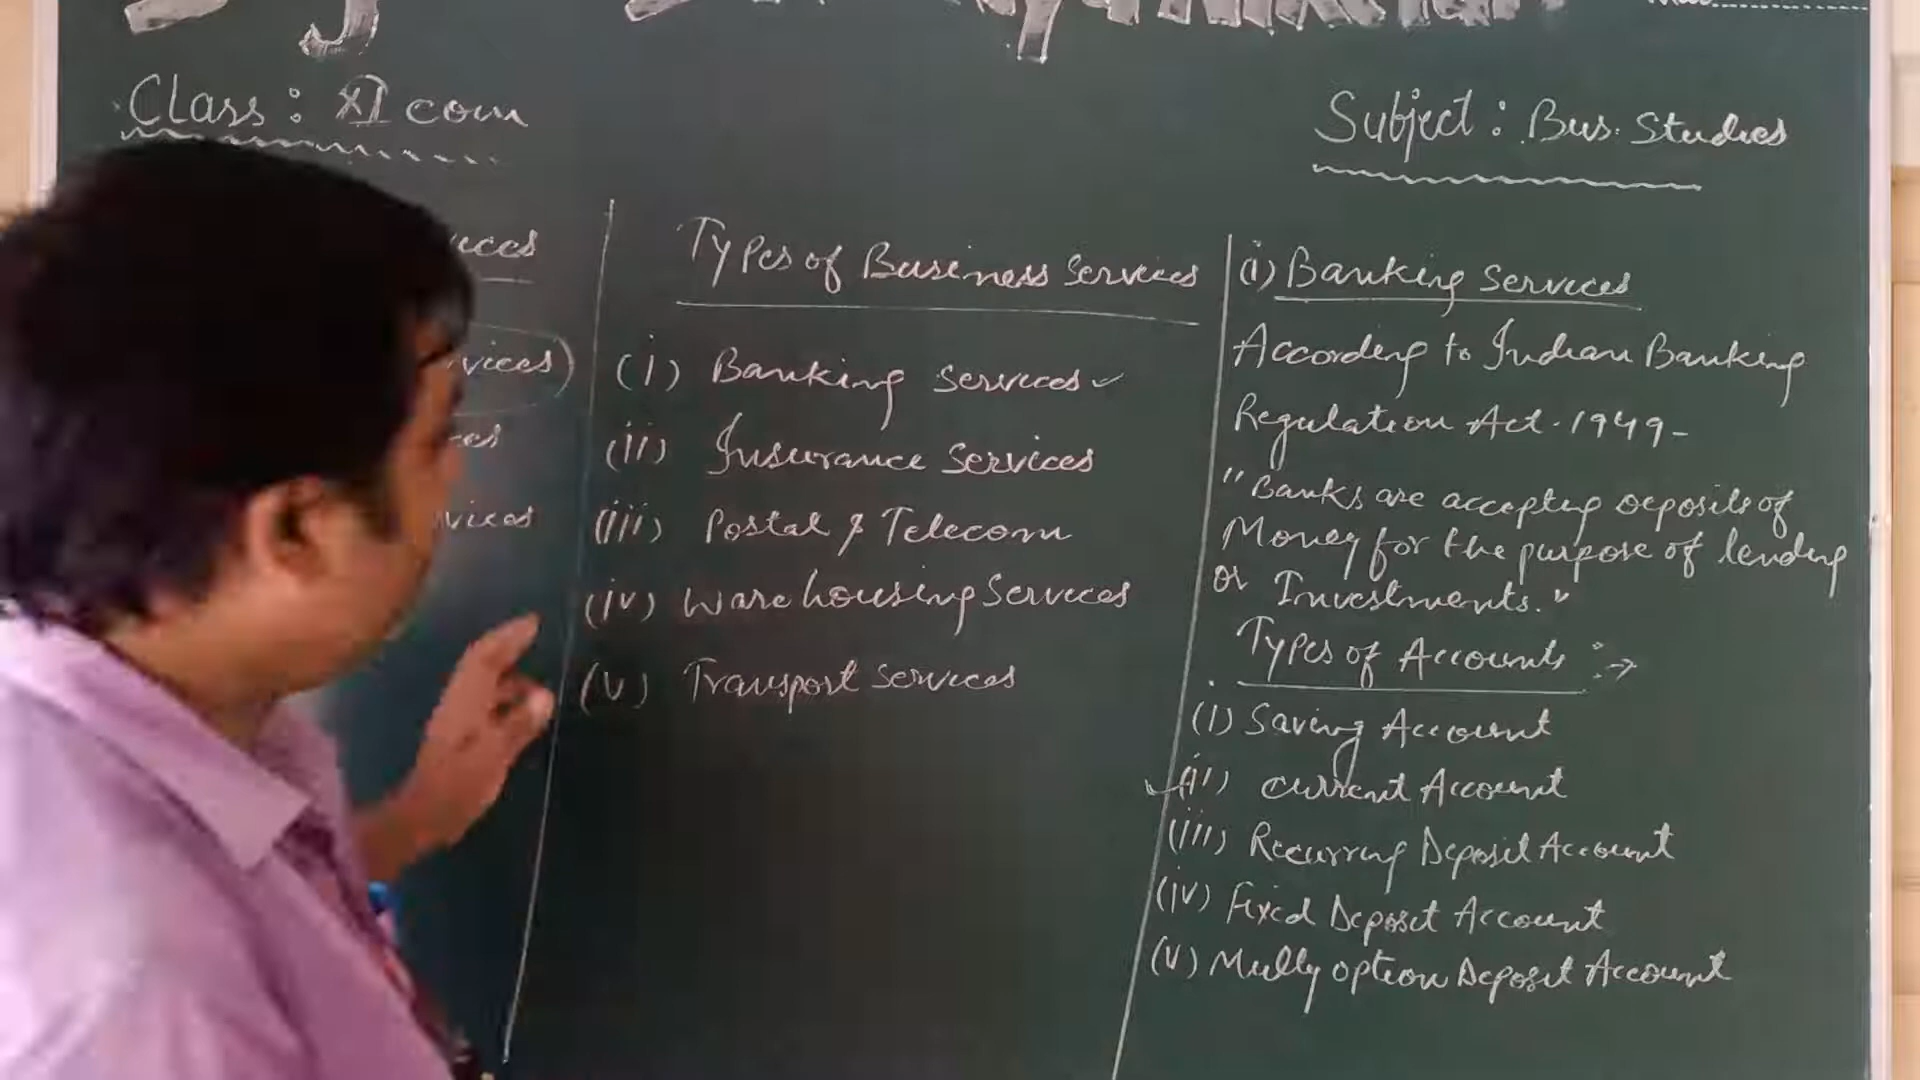 Class: XI com
Subject: Bus. Studies
Types of Business Services
(i) Banking Services
(ii) Insurance Services
(iii) Postal & Telecom
(iv) Warehousing Services
(v) Transport Services
(i) Banking Services
According to Indian Banking
Regulation Act. 1949-
"Banks are accepting deposits of
Money for the purpose of lending
or Investments."
Types of Accounts :→
(i) Saving Account
(ii) Current Account
(iii) Recurring Deposit Account
(iv) Fixed Deposit Account
(v) Multy option Deposit Account